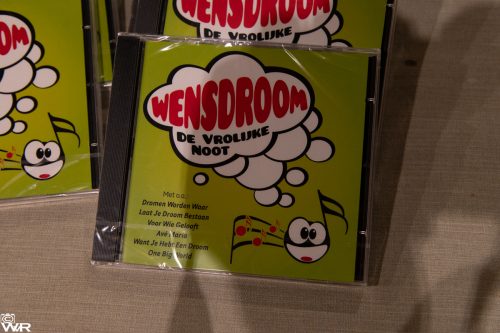 WENSDROOM
DE VROLIJKE
WENSDROOM
DE VROLIJKE
NOOT
Met o.a.:
Dromen Worden Waar
Laat Je Droom Bestaan
Voor Wie Gelooft
Avé Maria
Want Je Hebt Een Droom
One Big World
WR